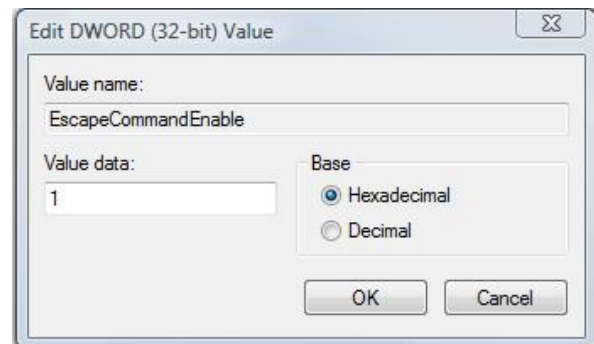 Edit DWORD (32-bit) Value
Value name:
EscapeCommandEnable
Value data:
1
Base
Hexadecimal
Decimal
OK
Cancel